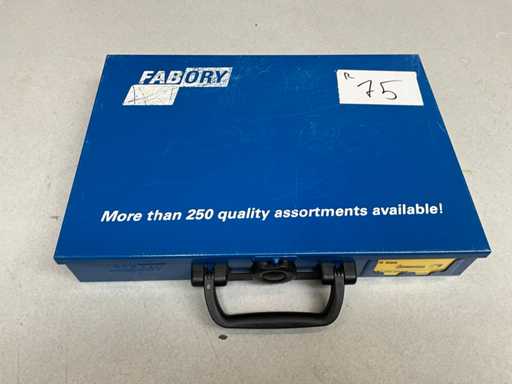 FABORY
R
75
More than 250 quality assortments available!